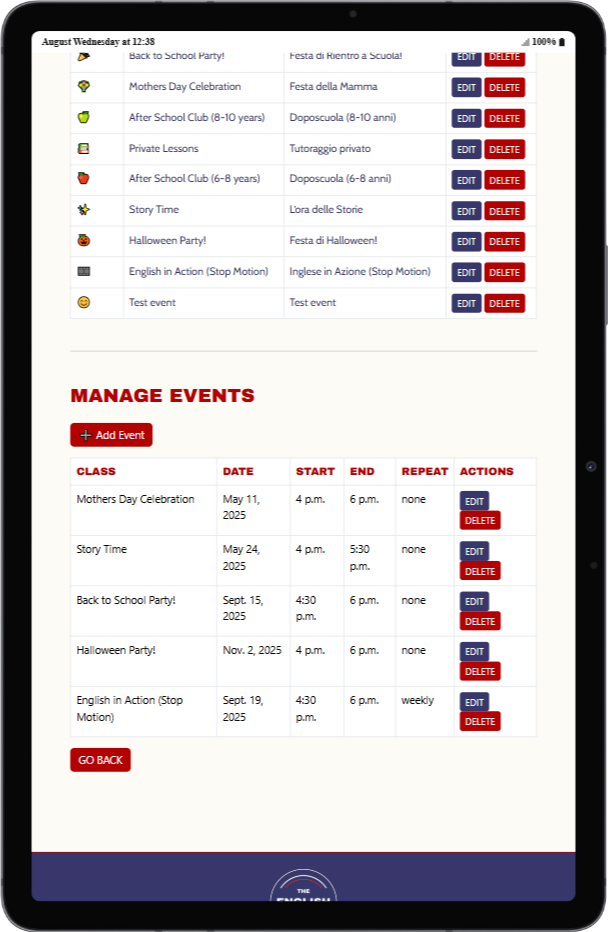 August Wednesday at 12:38 100%
Back to School Party! Festa di Rientro a Scuola! EDIT DELETE
Mothers Day Celebration Festa della Mamma EDIT DELETE
After School Club (8-10 years) Doposcuola (8-10 anni) EDIT DELETE
Private Lessons Tutoraggio privato EDIT DELETE
After School Club (6-8 years) Doposcuola (6-8 anni) EDIT DELETE
Story Time L'ora delle Storie EDIT DELETE
Halloween Party! Festa di Halloween! EDIT DELETE
English in Action (Stop Motion) Inglese in Azione (Stop Motion) EDIT DELETE
Test event Test event EDIT DELETE
MANAGE EVENTS
+ Add Event
CLASS DATE START END REPEAT ACTIONS
Mothers Day Celebration May 11, 4 p.m. 6 p.m. none EDIT
2025 DELETE
Story Time May 24, 4 p.m. 5:30 none EDIT
2025 p.m. DELETE
Back to School Party! Sept. 15, 4:30 6 p.m. none EDIT
2025 p.m. DELETE
Halloween Party! Nov. 2, 2025 4 p.m. 6 p.m. none EDIT
DELETE
English in Action (Stop Sept. 19, 4:30 6 p.m. weekly EDIT
Motion) 2025 p.m. DELETE
GO BACK
THE
ENGLISH